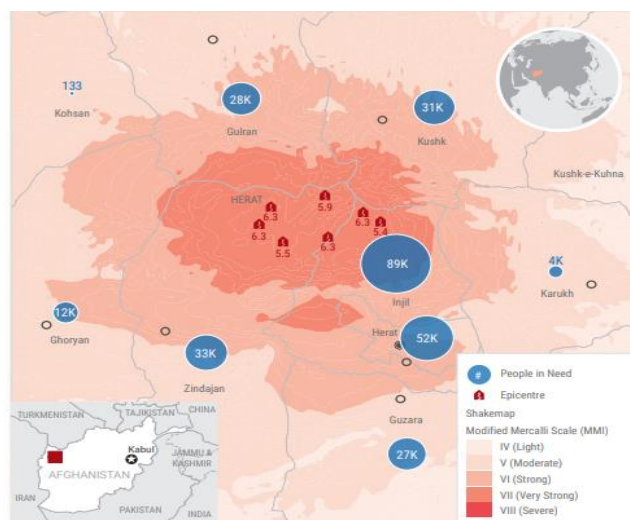 133
Kohsan
28K
Gulran
31K
Kushk
Kushk-e-Kuhna
HERAT
6.3
5.9
6.3
6.3
5.4
5.5
6.3
89K
Injil
4K
Karukh
12K
Ghoryan
33K
Zindajan
Herat
52K
Guzara
27K
# People in Need
Epicentre
Shakemap
Modified Mercalli Scale (MMI)
IV (Light)
V (Moderate)
VI (Strong)
VII (Very Strong)
VIII (Severe)
TURKMENISTAN
TAJIKISTAN
CHINA
Kabul
AFGHANISTAN
JAMMU &
KASHMIR
IRAN
PAKISTAN
INDIA